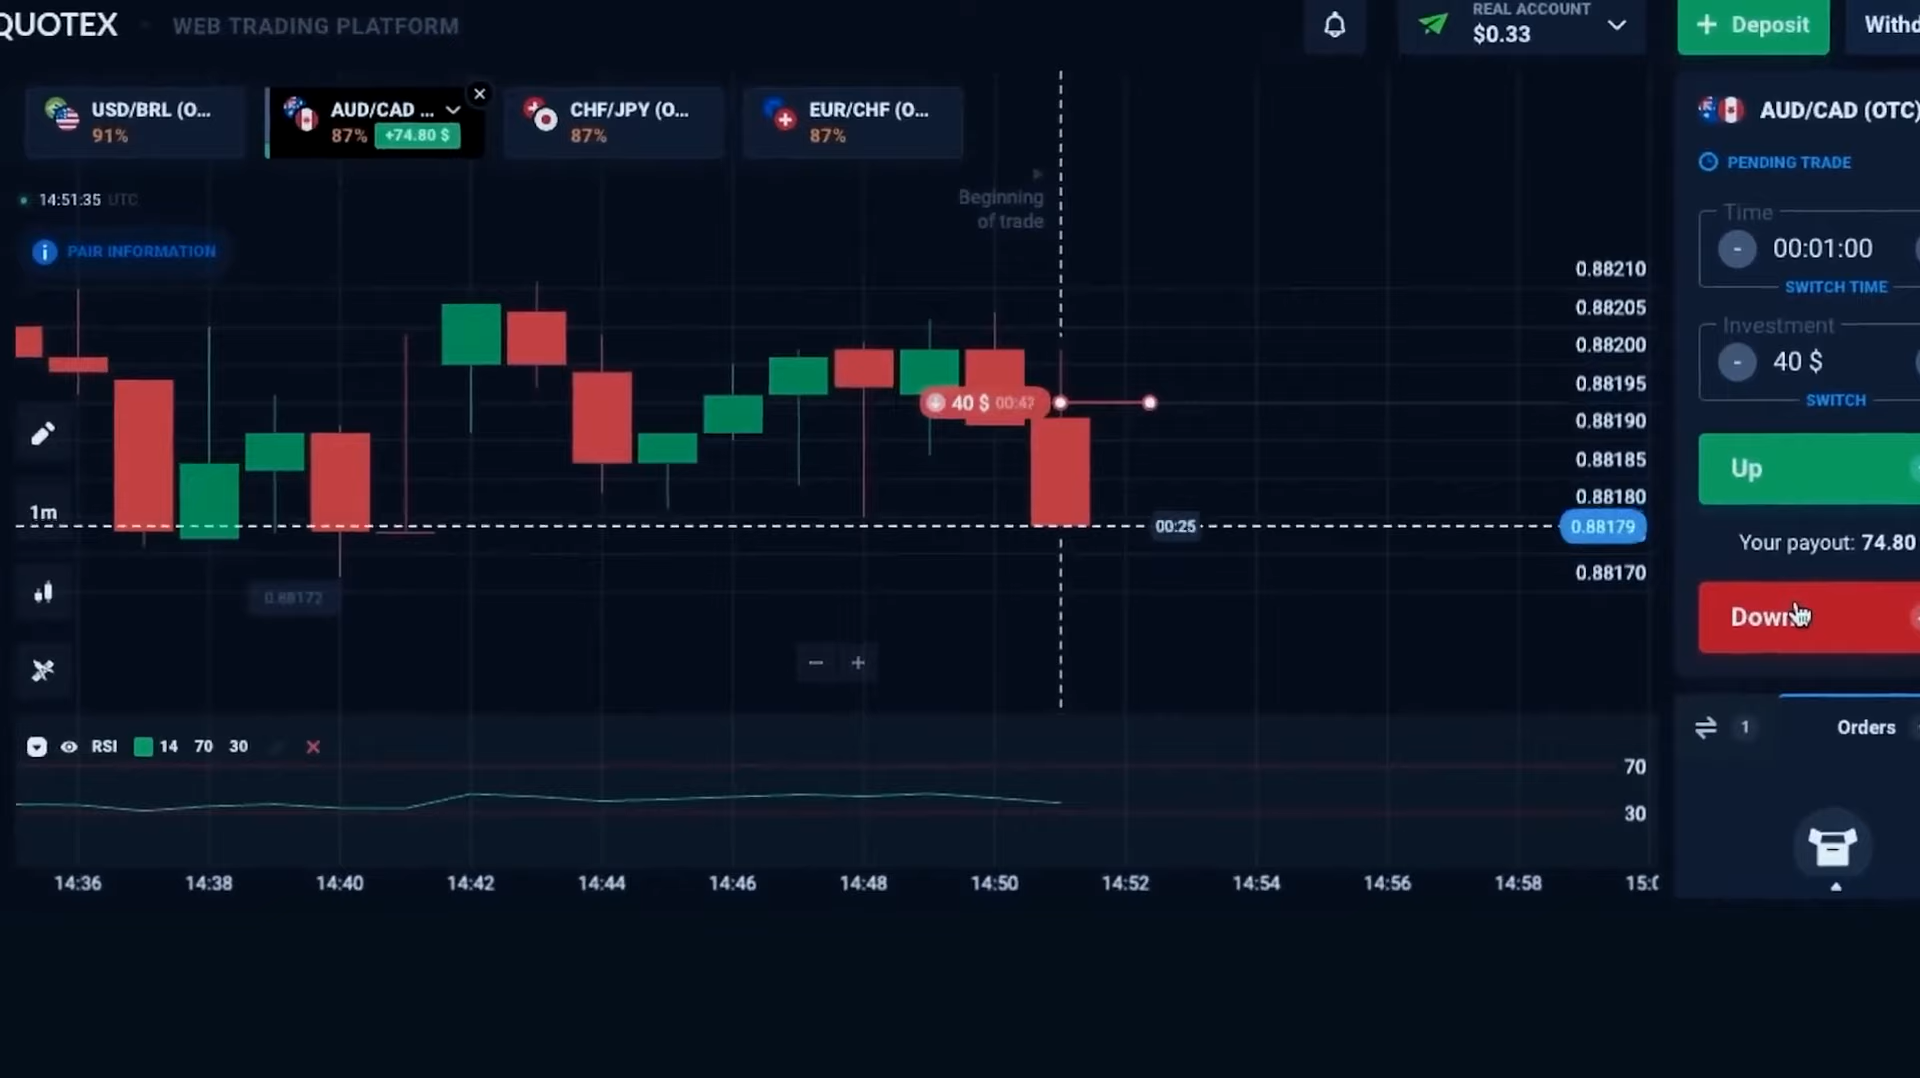 QUOTEX
WEB TRADING PLATFORM
REAL ACCOUNT
$0.33
+ Deposit
USD/BRL (O...
91%
AUD/CAD ...
87% +74.80 $
CHF/JPY (O...
87%
EUR/CHF (O...
87%
AUD/CAD (OTC)
PENDING TRADE
14:51:35 UTC
PAIR INFORMATION
Beginning
of trade
Time
- 00:01:00
SWITCH TIME
Investment
- 40 $
SWITCH
Up
Your payout: 74.80
Down
0.88210
0.88205
0.88200
0.88195
0.88190
0.88185
0.88180
0.88179
0.88170
40 $ 00:47
00:25
1m
0.88172
− +
RSI 14 70 30
70
30
1 Orders
14:36 14:38 14:40 14:42 14:44 14:46 14:48 14:50 14:52 14:54 14:56 14:58